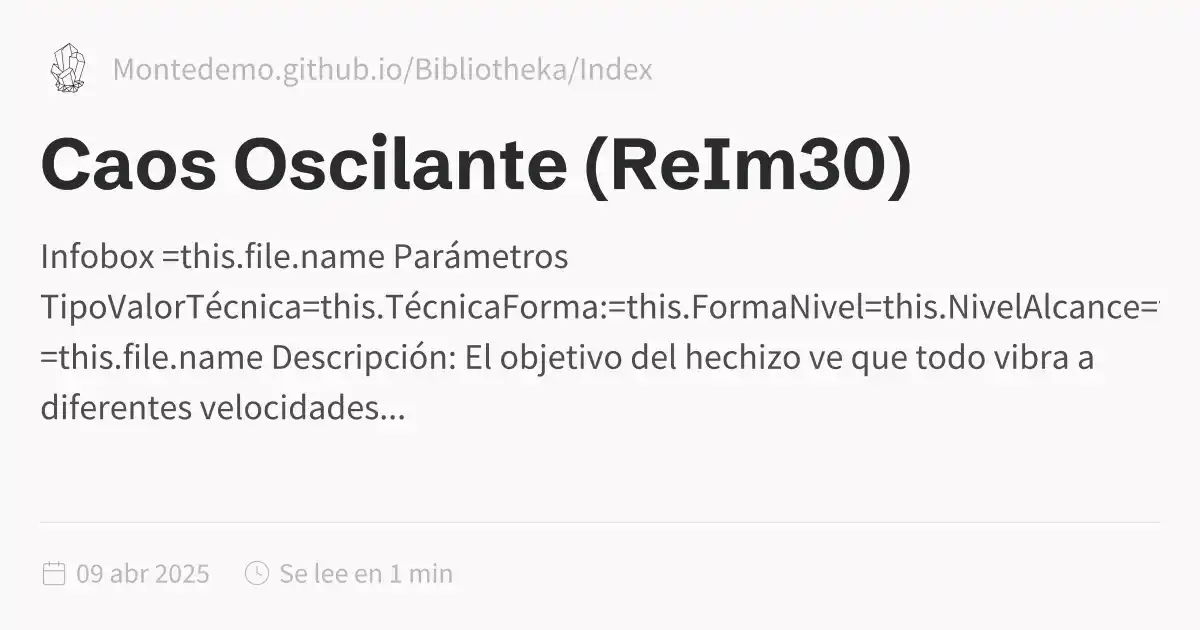 Montedemo.github.io/Bibliotheka/Index
Caos Oscilante (ReIm30)
Infobox =this.file.name Parámetros
TipoValorTécnica=this.TécnicaForma:=this.FormaNivel=this.NivelAlcance=
=this.file.name Descripción: El objetivo del hechizo ve que todo vibra a
diferentes velocidades...
09 abr 2025 Se lee en 1 min